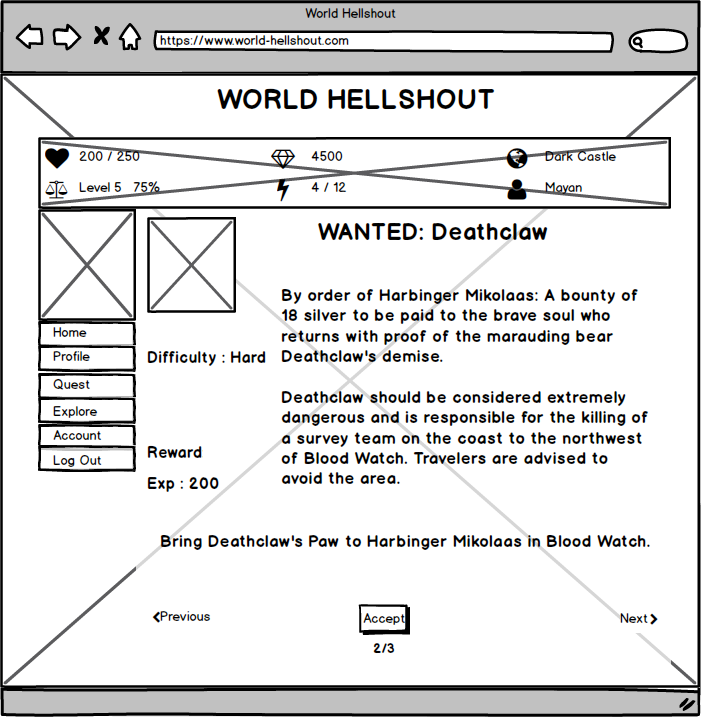 World Hellshout
https://www.world-hellshout.com
WORLD HELLSHOUT
200 / 250
4500
Dark Castle
Level 5 75%
4 / 12
Mayan
WANTED: Deathclaw
Home
Profile
Quest
Explore
Account
Log Out
Difficulty : Hard
Reward
Exp : 200
By order of Harbinger Mikolaas: A bounty of
18 silver to be paid to the brave soul who
returns with proof of the marauding bear
Deathclaw's demise.
Deathclaw should be considered extremely
dangerous and is responsible for the killing of
a survey team on the coast to the northwest
of Blood Watch. Travelers are advised to
avoid the area.
Bring Deathclaw's Paw to Harbinger Mikolaas in Blood Watch.
Previous
Accept
Next
2/3